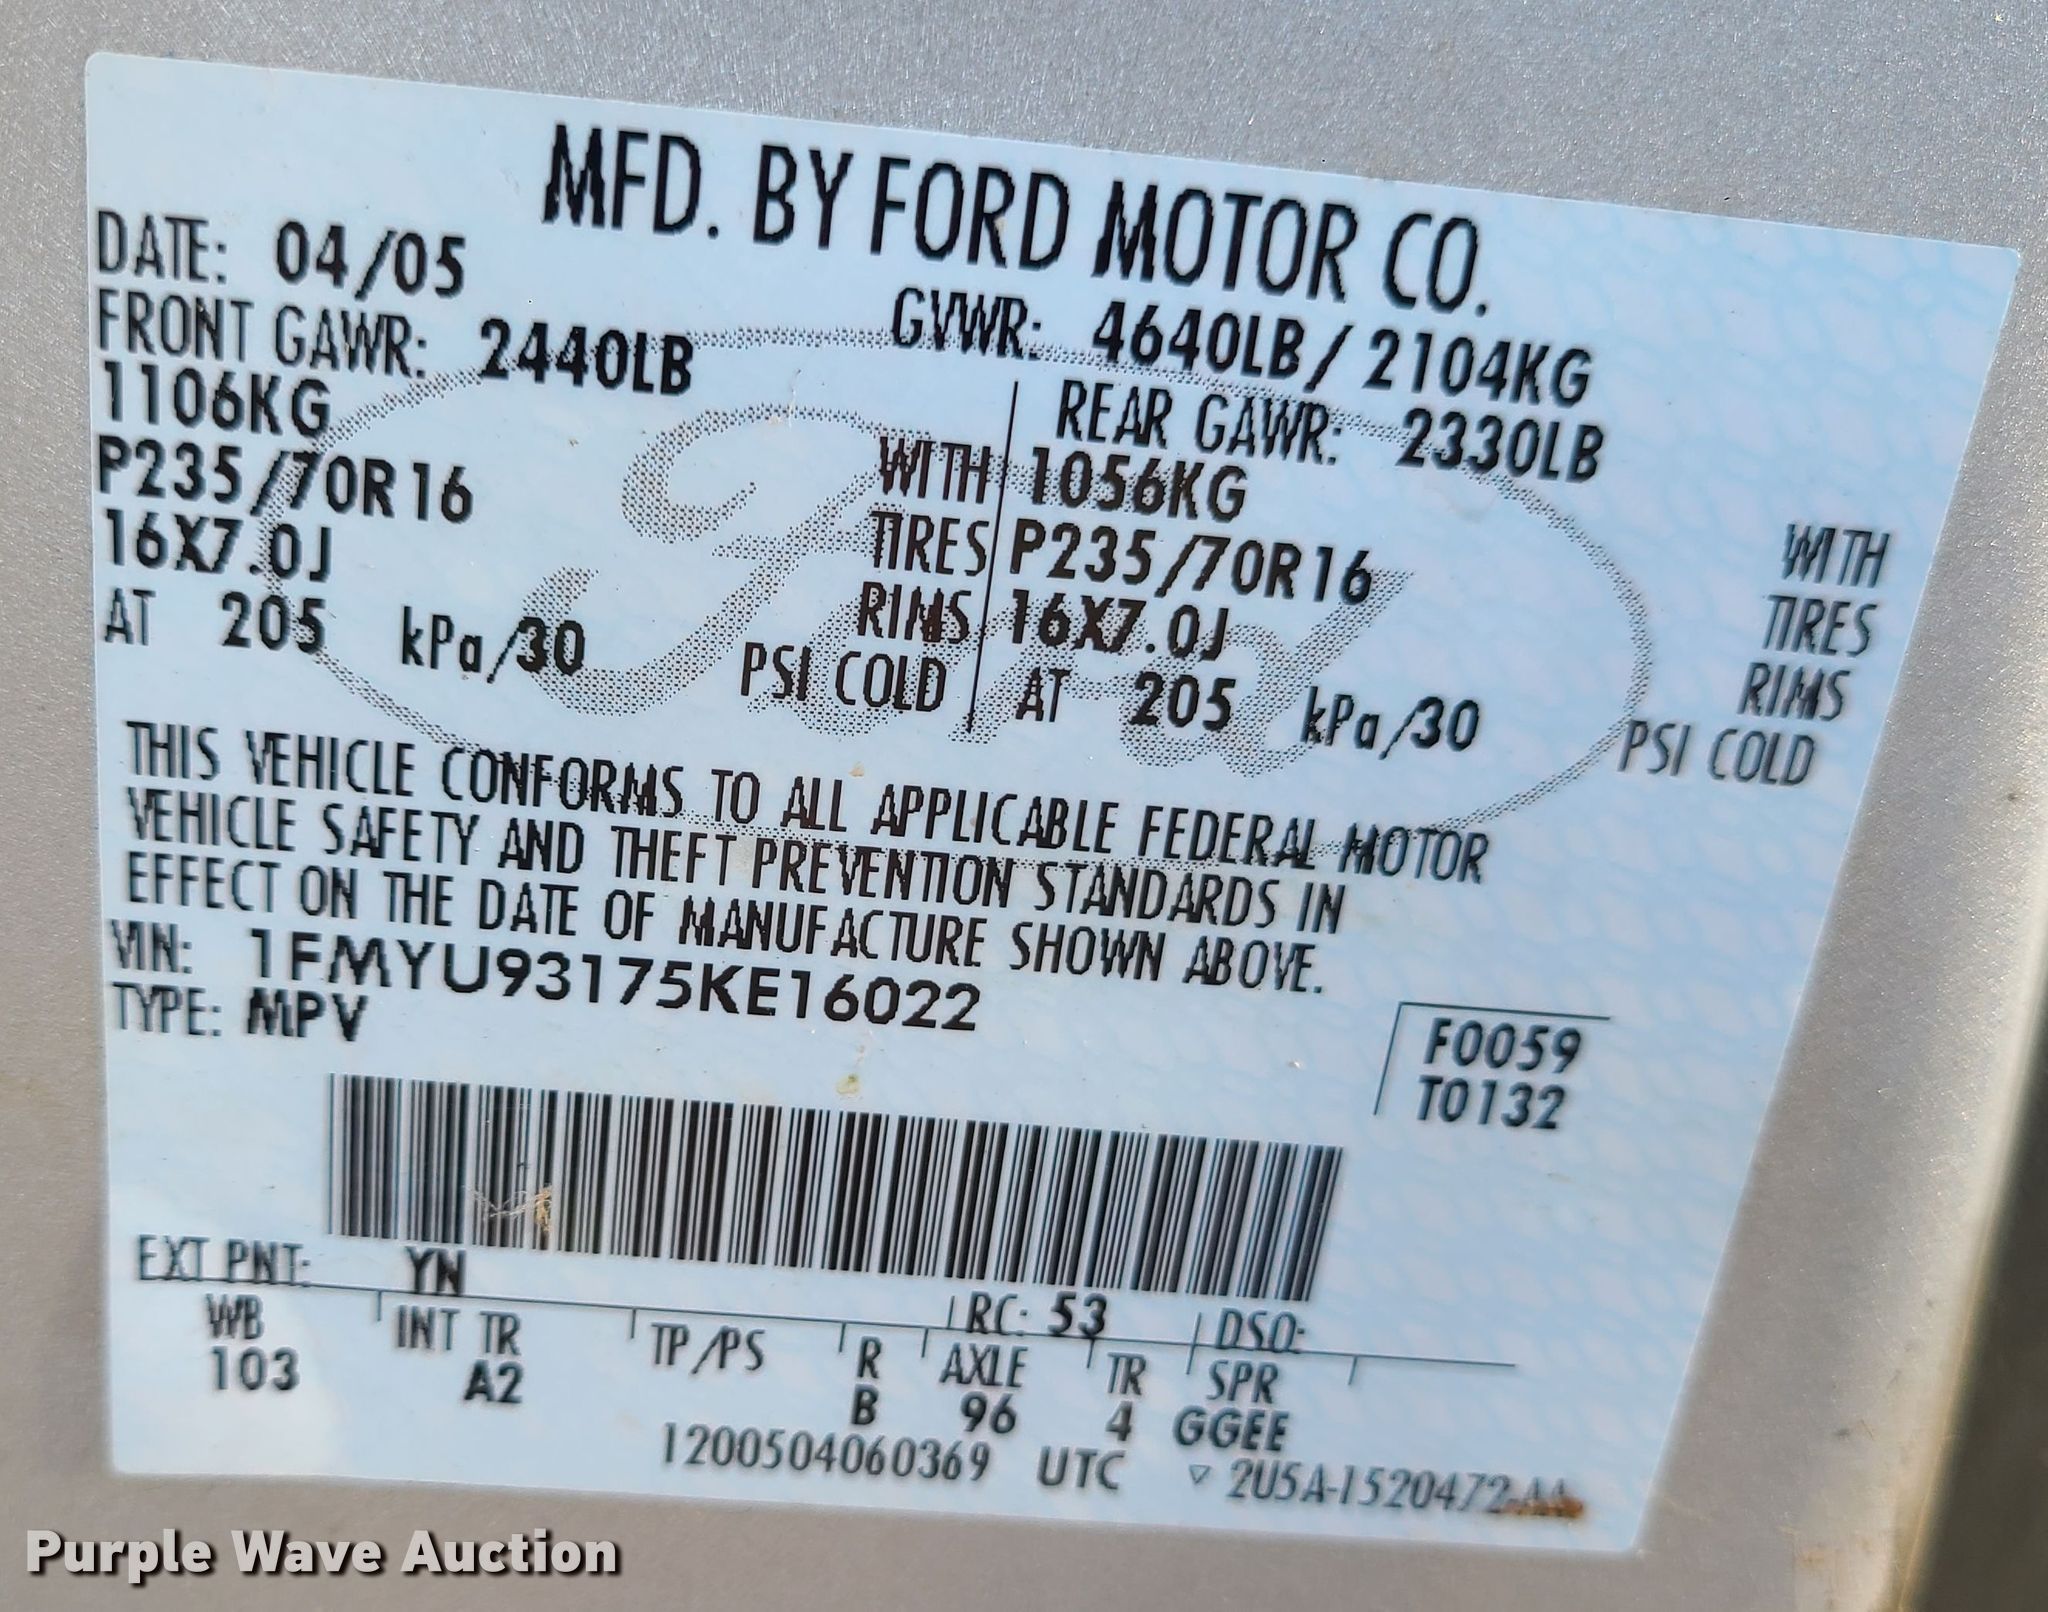 MFD. BY FORD MOTOR CO.
DATE: 04/05 GVWR: 4640LB/2104KG
FRONT GAWR: 2440LB REAR GAWR: 2330LB
1106KG WITH 1056KG WITH
P235/70R16 TIRES P235/70R16 TIRES
16X7.0J RIMS 16X7.0J RIMS
AT 205 kPa/30 PSI COLD AT 205 kPa/30 PSI COLD
Ford
THIS VEHICLE CONFORMS TO ALL APPLICABLE FEDERAL MOTOR
VEHICLE SAFETY AND THEFT PREVENTION STANDARDS IN
EFFECT ON THE DATE OF MANUFACTURE SHOWN ABOVE.
VIN: 1FMYU93175KE16022
TYPE: MPV
F0059
T0132
EXT PNT: YN RC: 53 DSO:
WB INT TR TP/PS R AXLE TR SPR
103 A2 B 96 4 GGEE
1200504060369 UTC ▽ 2U5A-1520472-AA
Purple Wave Auction